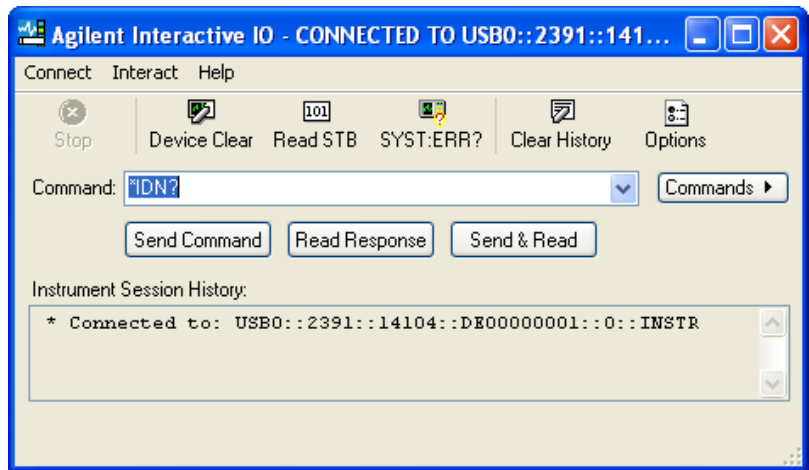 Agilent Interactive IO - CONNECTED TO USB0::2391::141...
Connect Interact Help
101
Stop Device Clear Read STB SYST:ERR? Clear History Options
Command: *IDN? Commands
Send Command Read Response Send & Read
Instrument Session History:
* Connected to: USB0::2391::14104::DE00000001::0::INSTR